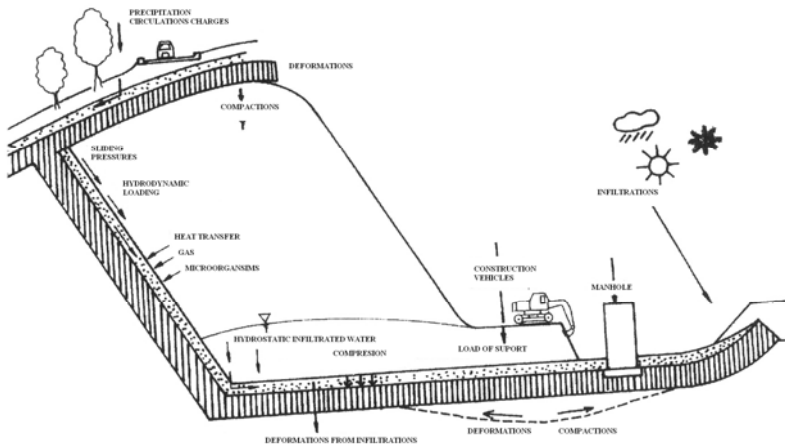 PRECIPITATION
CIRCULATIONS CHARGES
DEFORMATIONS
COMPACTIONS
SLIDING
PRESSURES
HYDRODYNAMIC
LOADING
INFILTRATIONS
HEAT TRANSFER
GAS
MICROORGANSIMS
CONSTRUCTION
VEHICLES
MANHOLE
HYDROSTATIC INFILTRATED WATER
COMPRESION
LOAD OF SUPORT
DEFORMATIONS
COMPACTIONS
DEFORMATIONS FROM INFILTRATIONS